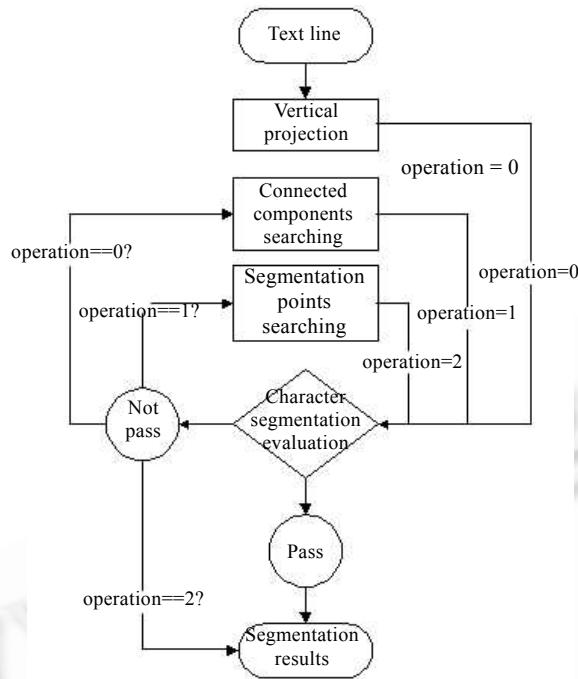 Text line
Vertical
projection
operation = 0
Connected
components
searching
operation==0?
operation=0
Segmentation
points
searching
operation==1?
operation=1
operation=2
Character
segmentation
evaluation
Not
pass
Pass
operation==2?
Segmentation
results